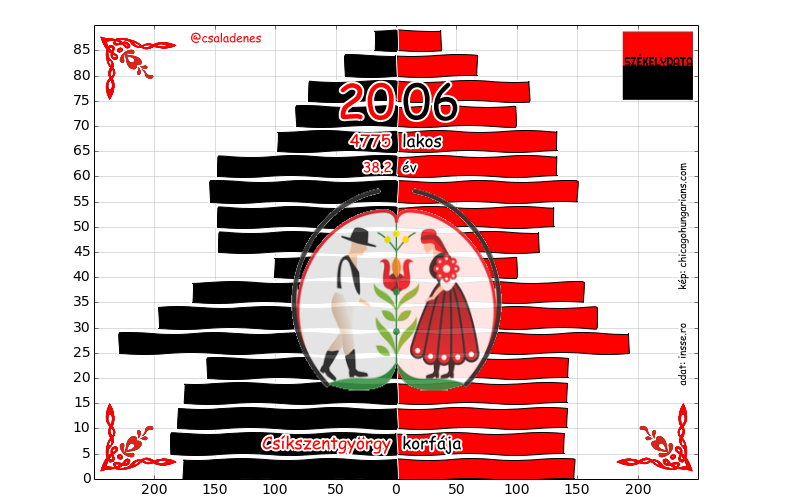 @csaladenes
SZÉKELYDATA
2006
4775 lakos
38.2 év
kép: chicagohungarians.com
adat: insse.ro
Csíkszentgyörgy korfája
85
80
75
70
65
60
55
50
45
40
35
30
25
20
15
10
5
0
200 150 100 50 0 50 100 150 200